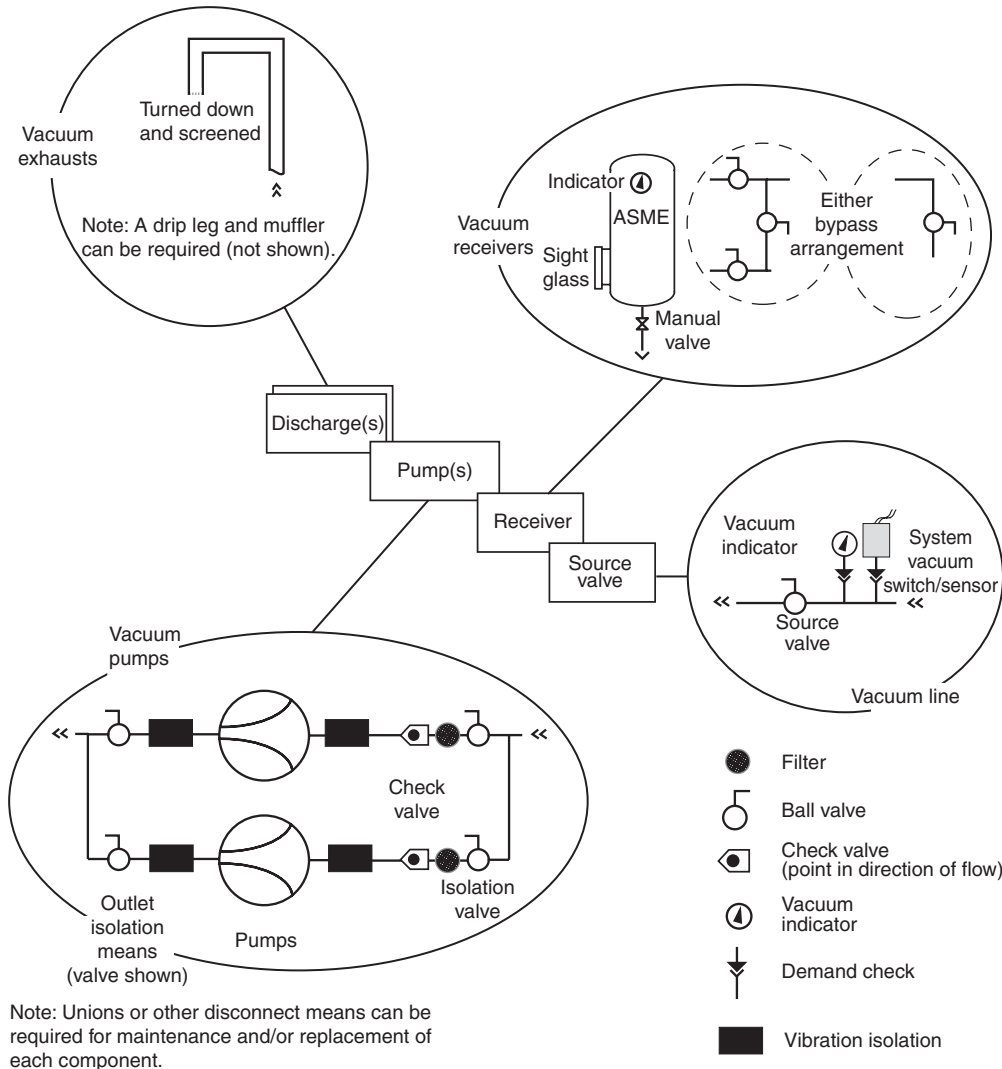 Turned down
and screened
Vacuum
exhausts
Note: A drip leg and muffler
can be required (not shown).
Indicator
ASME
Vacuum
receivers
Sight
glass
Either
bypass
arrangement
Manual
valve
Discharge(s)
Pump(s)
Receiver
Source
valve
Vacuum
indicator
System
vacuum
switch/sensor
<<
<<
Source
valve
Vacuum line
Vacuum
pumps
<<
<<
Check
valve
Outlet
isolation
means
(valve shown)
Pumps
Isolation
valve
Note: Unions or other disconnect means can be
required for maintenance and/or replacement of
each component.
Filter
Ball valve
Check valve
(point in direction of flow)
Vacuum
indicator
Demand check
Vibration isolation